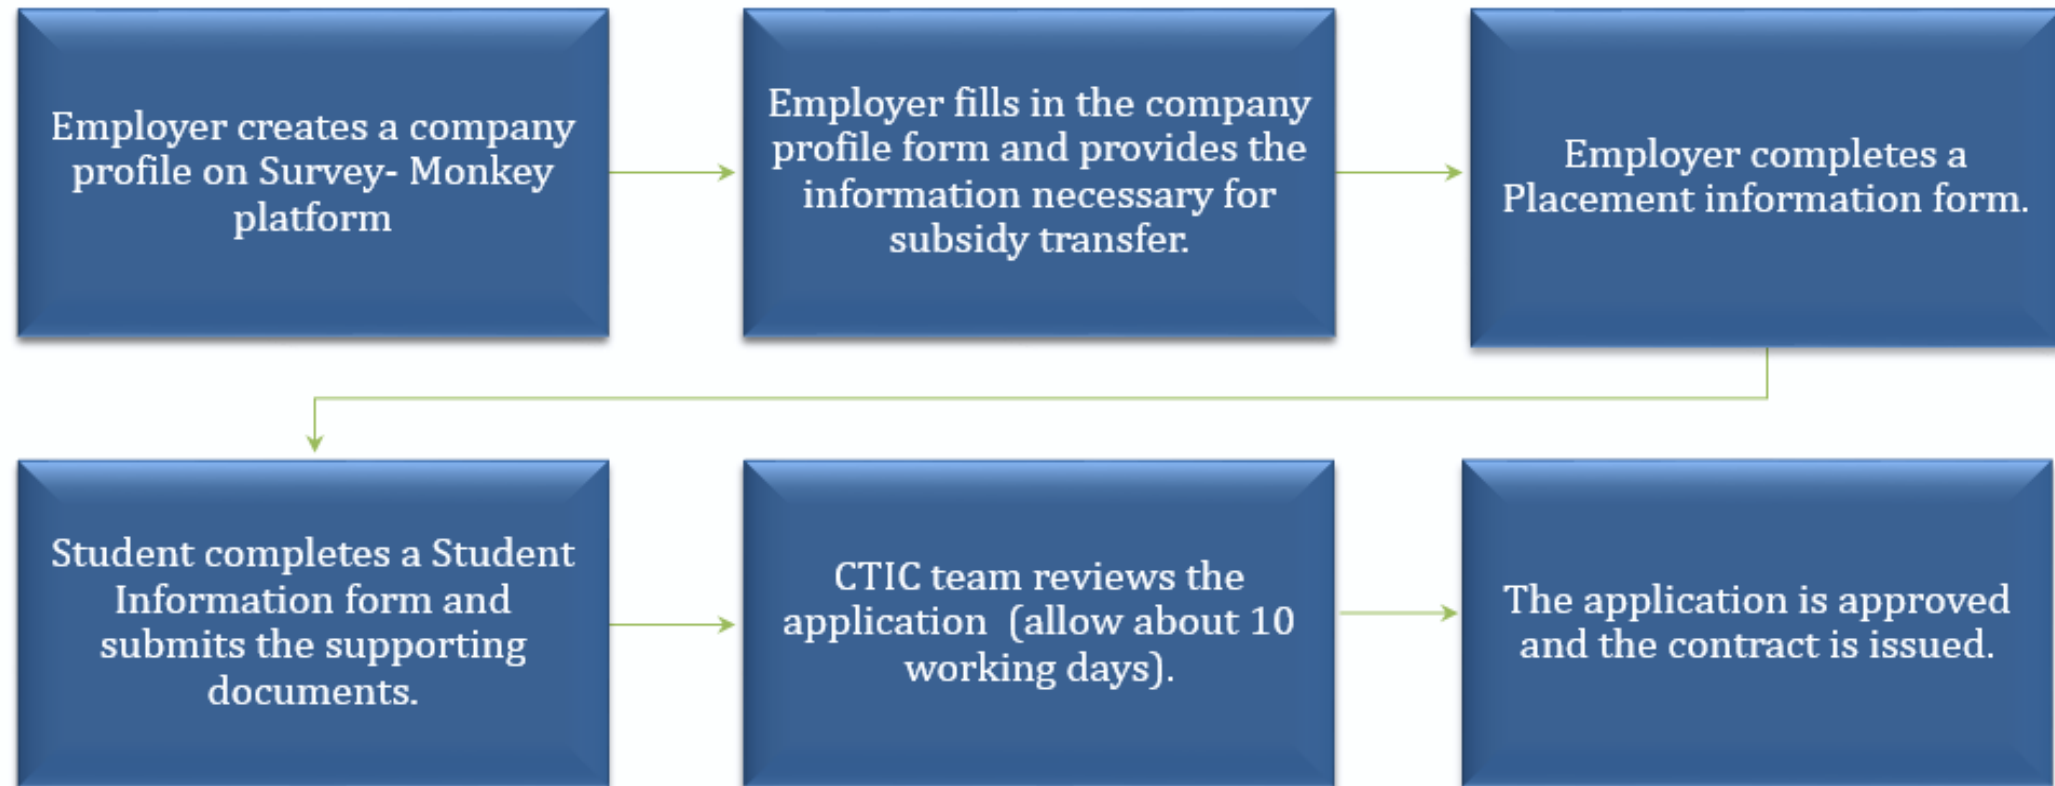 Employer creates a company
profile on Survey- Monkey
platform
Employer fills in the company
profile form and provides the
information necessary for
subsidy transfer.
Employer completes a
Placement information form.
Student completes a Student
Information form and
submits the supporting
documents.
CTIC team reviews the
application  (allow about 10
working days).
The application is approved
and the contract is issued.